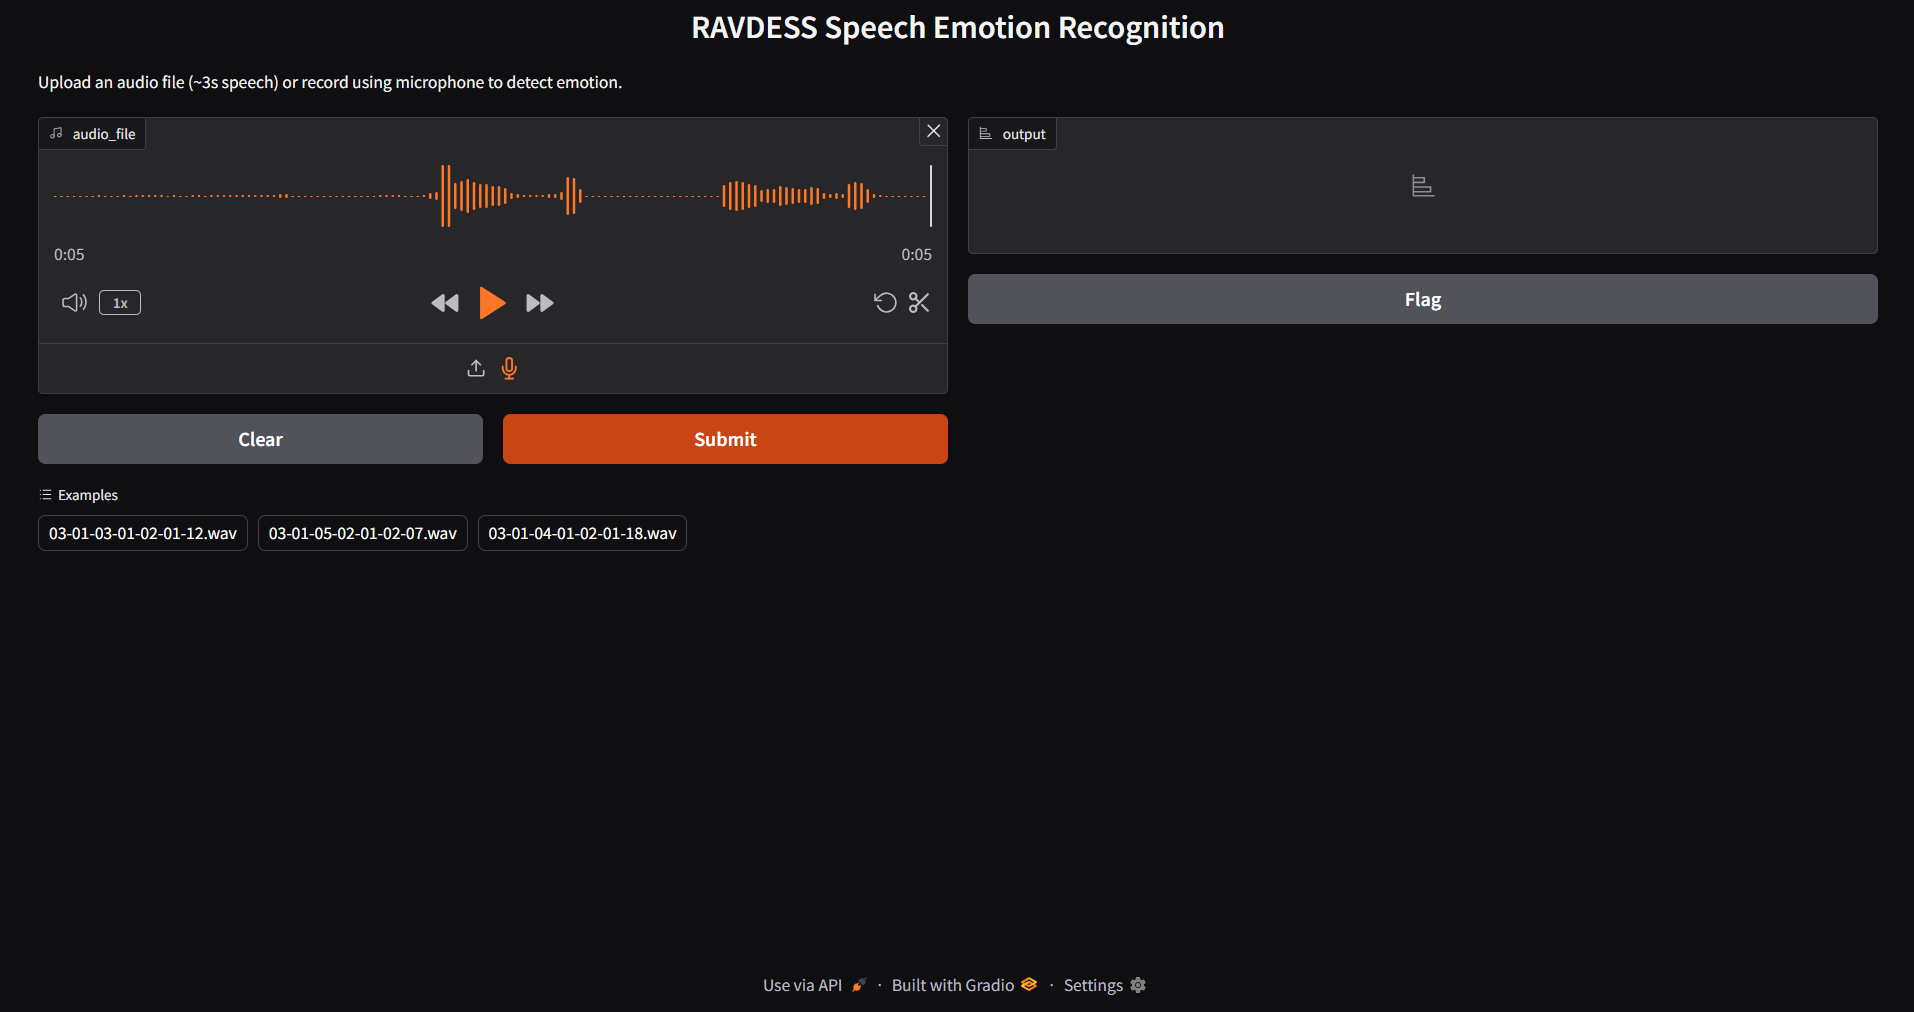 RAVDESS Speech Emotion Recognition
Upload an audio file (~3s speech) or record using microphone to detect emotion.
audio_file
0:05
0:05
1x
Clear
Submit
Examples
03-01-03-01-02-01-12.wav
03-01-05-02-01-02-07.wav
03-01-04-01-02-01-18.wav
output
Flag
Use via API · Built with Gradio · Settings